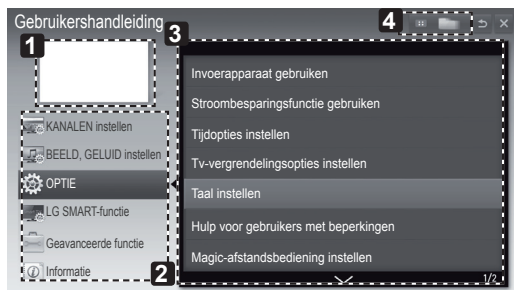 Gebruikershandleiding
1
3
4
KANALEN instellen
BEELD, GELUID instellen
OPTIE
LG SMART-functie
Geavanceerde functie
Informatie
2
Invoerapparaat gebruiken
Stroombesparingsfunctie gebruiken
Tijdopties instellen
Tv-vergrendelingsopties instellen
Taal instellen
Hulp voor gebruikers met beperkingen
Magic-afstandsbediening instellen
1/2